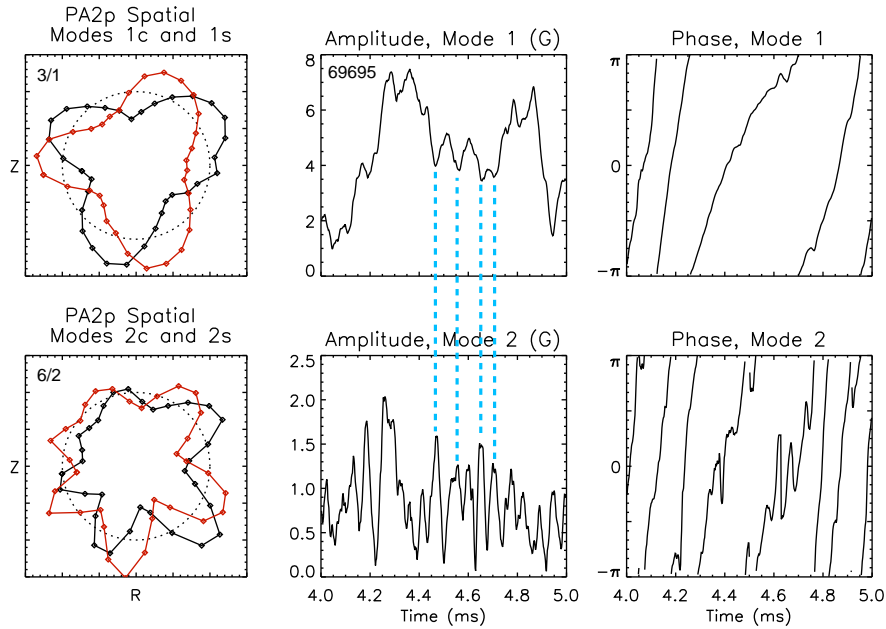 PA2p Spatial
Modes 1c and 1s
3/1
Z
Amplitude, Mode 1 (G)
69695
8
6
4
2
0
Phase, Mode 1
π
0
-π
PA2p Spatial
Modes 2c and 2s
6/2
Z
R
Amplitude, Mode 2 (G)
2.5
2.0
1.5
1.0
0.5
0.0
4.0 4.2 4.4 4.6 4.8 5.0
Time (ms)
Phase, Mode 2
π
0
-π
4.0 4.2 4.4 4.6 4.8 5.0
Time (ms)